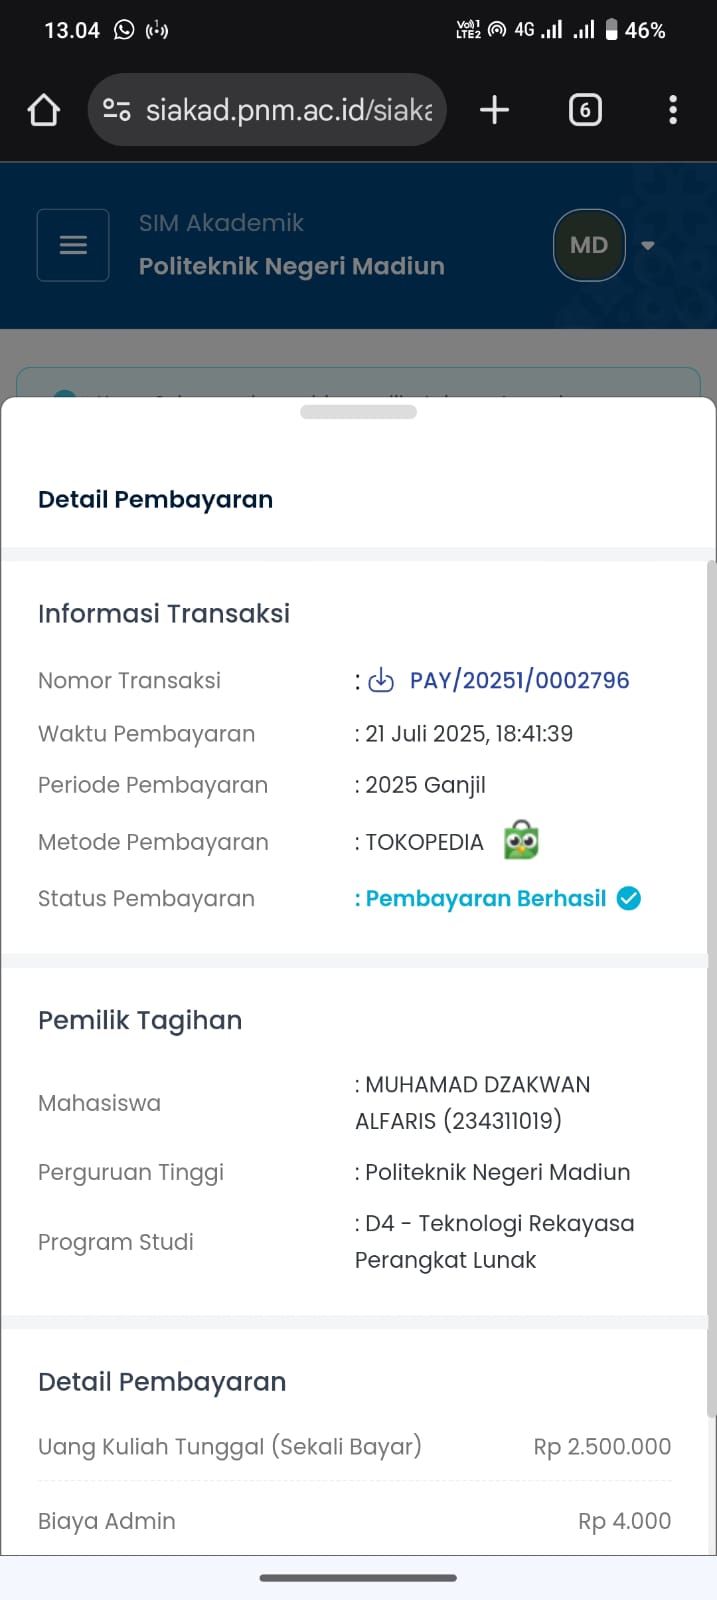 13.04 Vo)) 1 LTE2 4G 46%
siakad.pnm.ac.id/siaka 6
SIM Akademik
Politeknik Negeri Madiun
MD
Detail Pembayaran
Informasi Transaksi
Nomor Transaksi : PAY/20251/0002796
Waktu Pembayaran : 21 Juli 2025, 18:41:39
Periode Pembayaran : 2025 Ganjil
Metode Pembayaran : TOKOPEDIA
Status Pembayaran : Pembayaran Berhasil
Pemilik Tagihan
Mahasiswa : MUHAMAD DZAKWAN
ALFARIS (234311019)
Perguruan Tinggi : Politeknik Negeri Madiun
Program Studi : D4 - Teknologi Rekayasa
Perangkat Lunak
Detail Pembayaran
Uang Kuliah Tunggal (Sekali Bayar) Rp 2.500.000
Biaya Admin Rp 4.000